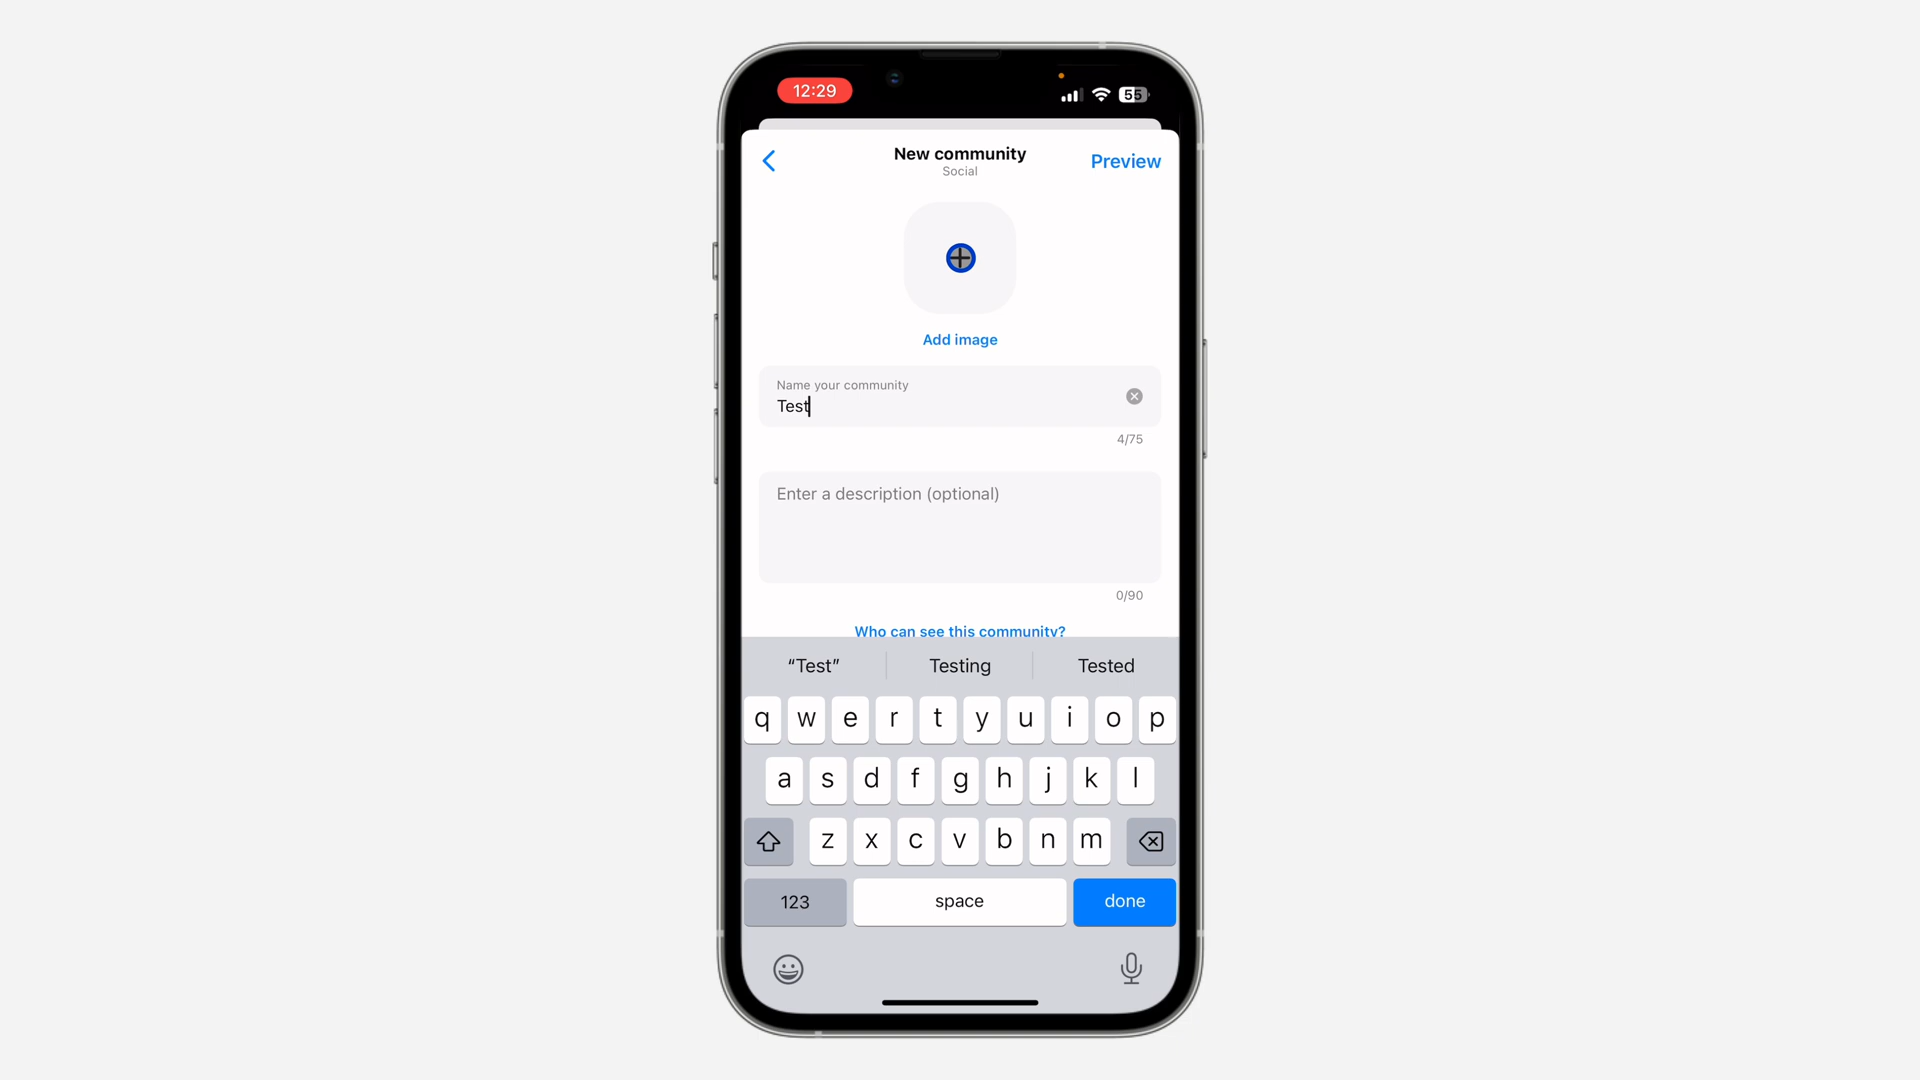 12:29
55
New community
Social
Preview
Add image
Name your community
Test
4/75
Enter a description (optional)
0/90
Who can see this community?
“Test”
Testing
Tested
q w e r t y u i o p
a s d f g h j k l
z x c v b n m
123
space
done